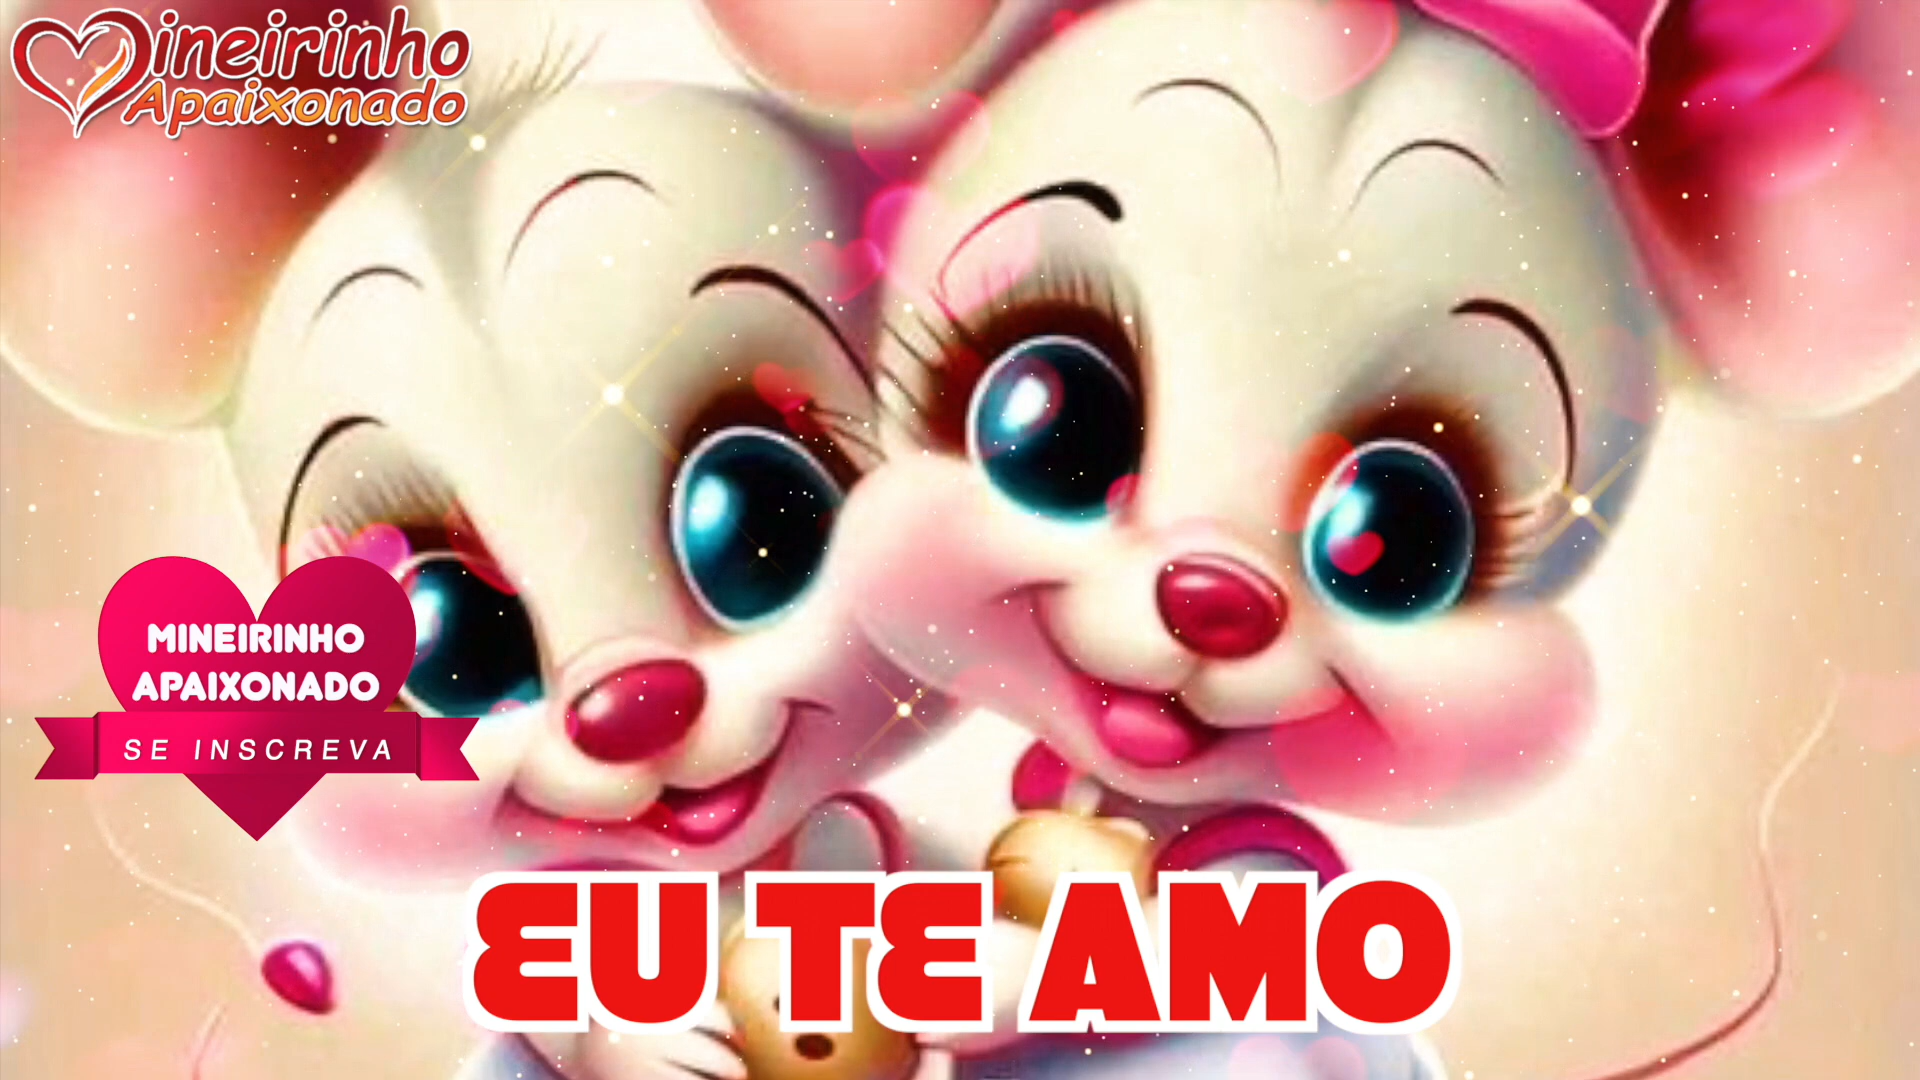 Mineirinho
Apaixonado
MINEIRINHO
APAIXONADO
SE INSCREVA
EU TE AMO